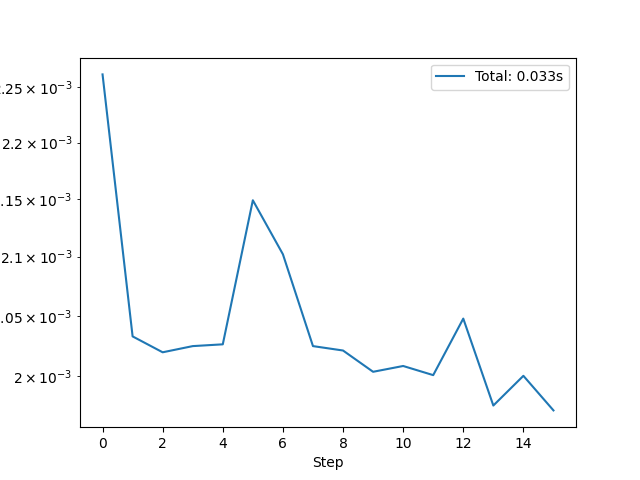 Total: 0.033s
.25 × 10⁻³
2.2 × 10⁻³
.15 × 10⁻³
2.1 × 10⁻³
.05 × 10⁻³
2 × 10⁻³
0 2 4 6 8 10 12 14
Step